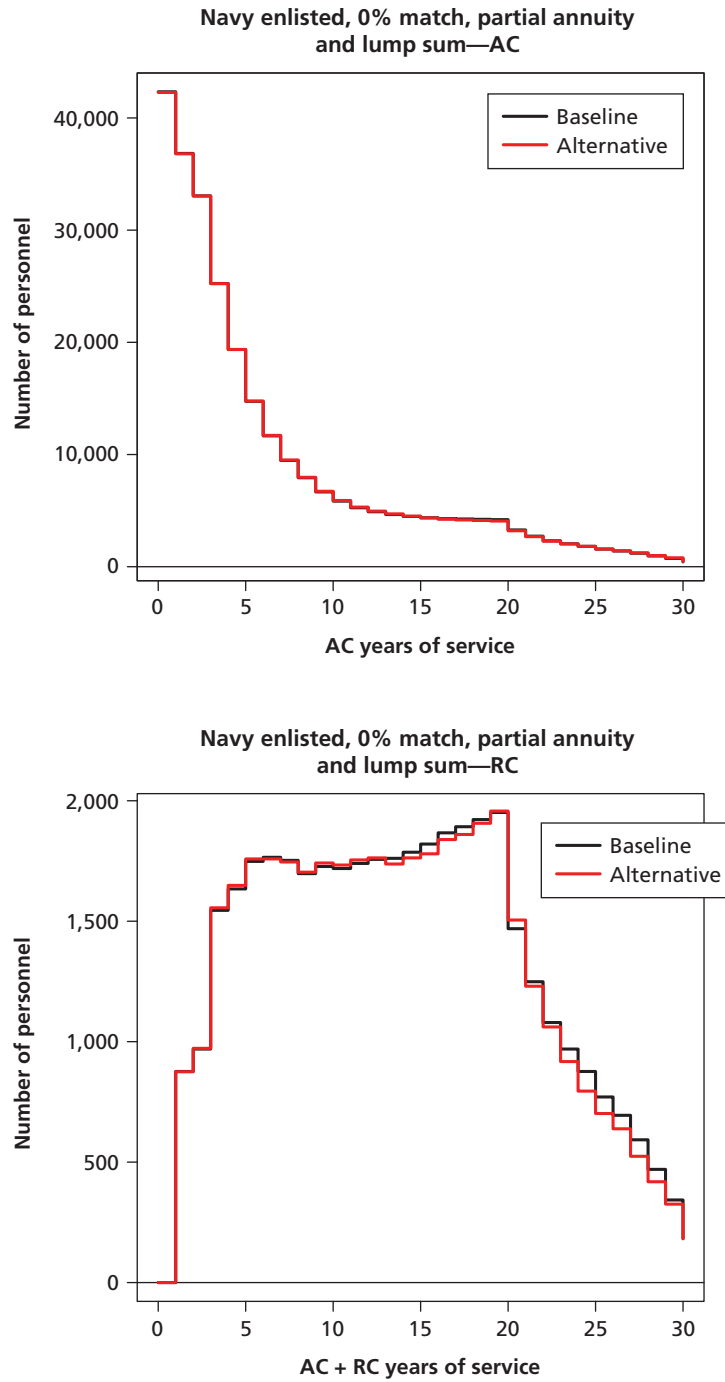 Navy enlisted, 0% match, partial annuity
and lump sum—AC
Baseline
Alternative
Number of personnel
40,000
30,000
20,000
10,000
0
0 5 10 15 20 25 30
AC years of service
Navy enlisted, 0% match, partial annuity
and lump sum—RC
Baseline
Alternative
Number of personnel
2,000
1,500
1,000
500
0
0 5 10 15 20 25 30
AC + RC years of service